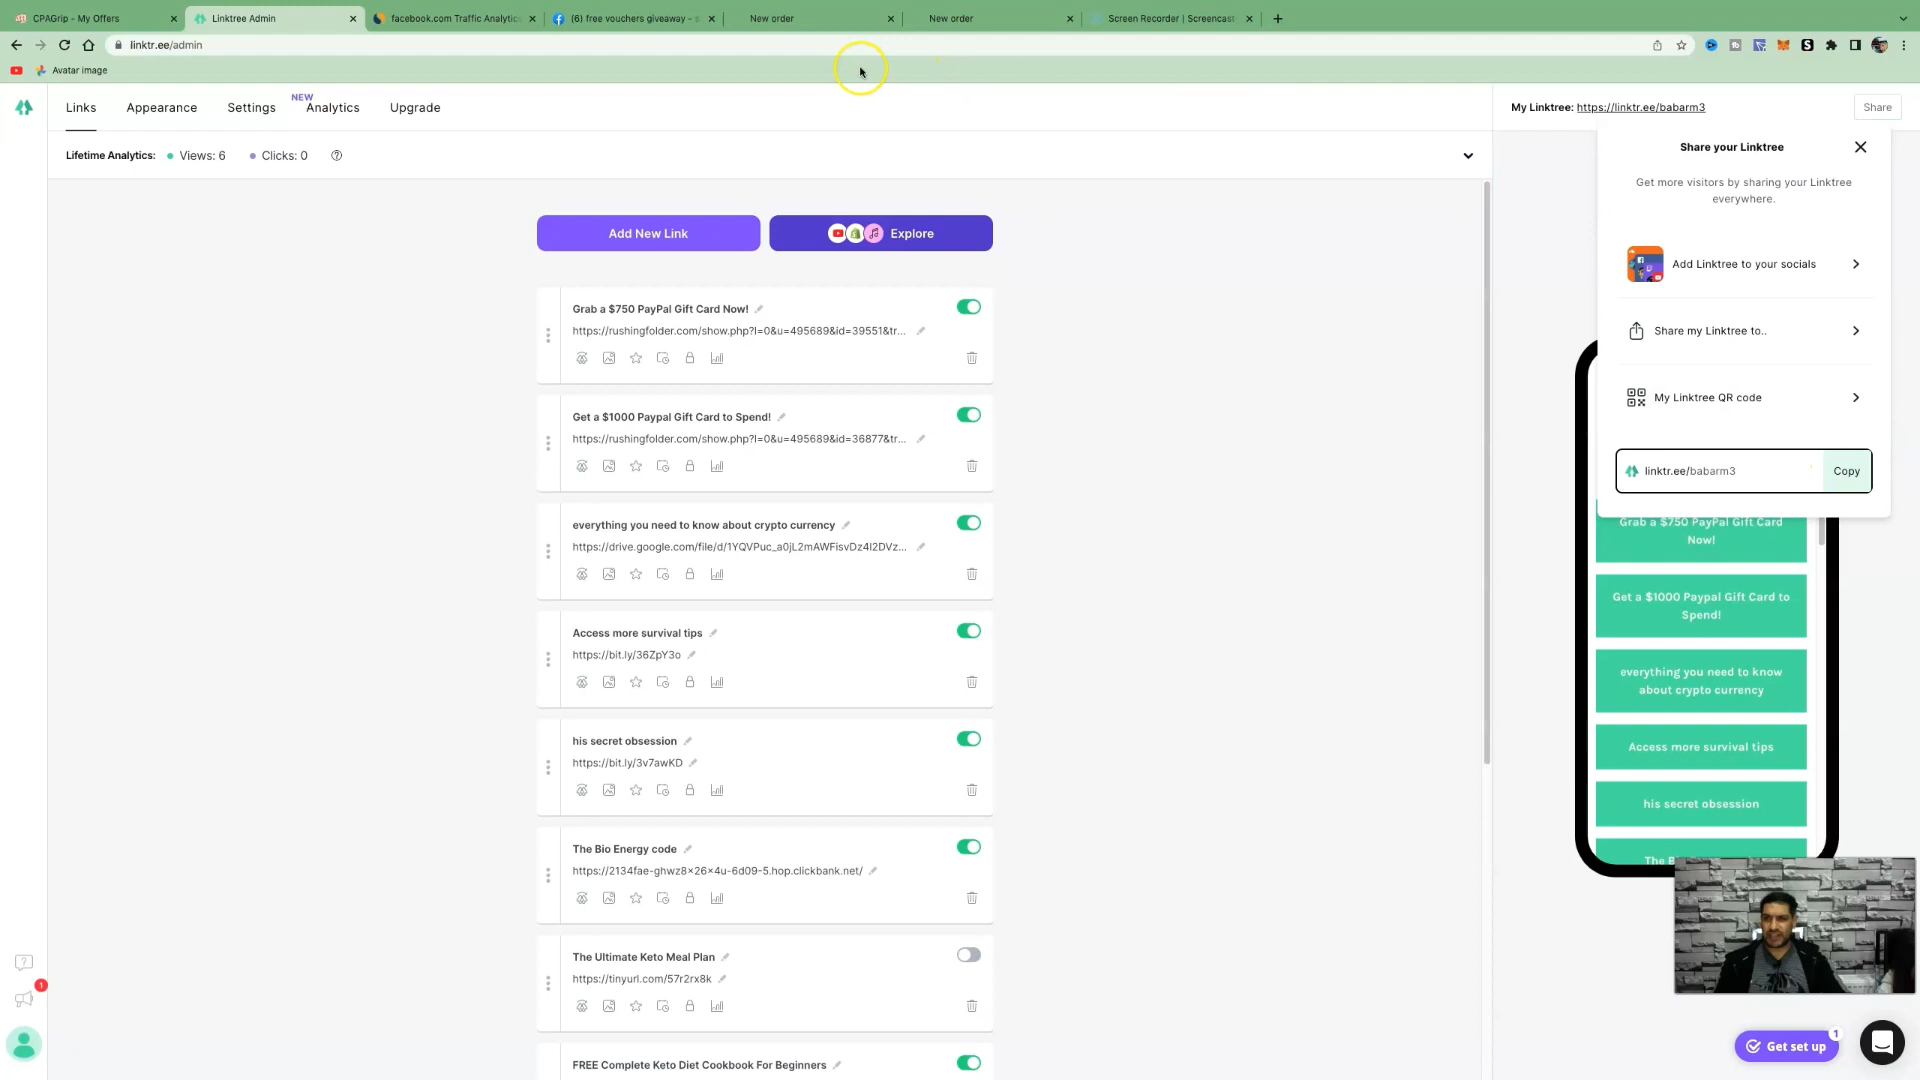 CPAGrip - My Offers
Linktree Admin
facebook.com Traffic Analytics
(6) free vouchers giveaway - s
New order
New order
Screen Recorder | Screencast
linktr.ee/admin
Avatar image
Links
Appearance
Settings
NEW
Analytics
Upgrade
My Linktree: https://linktr.ee/babarm3
Share
Lifetime Analytics:
Views: 6
Clicks: 0
Share your Linktree
Get more visitors by sharing your Linktree
everywhere.
Add New Link
Explore
Add Linktree to your socials
Share my Linktree to..
My Linktree QR code
linktr.ee/babarm3
Copy
Grab a $750 PayPal Gift Card Now!
https://rushingfolder.com/show.php?l=0&u=495689&id=39551&tr...
Get a $1000 Paypal Gift Card to Spend!
https://rushingfolder.com/show.php?l=0&u=495689&id=36877&tr...
everything you need to know about crypto currency
https://drive.google.com/file/d/1YQVPuc_a0jL2mAWFisvDz4I2DVz...
Access more survival tips
https://bit.ly/36ZpY3o
his secret obsession
https://bit.ly/3v7awKD
The Bio Energy code
https://2134fae-ghwz8x26x4u-6d09-5.hop.clickbank.net/
The Ultimate Keto Meal Plan
https://tinyurl.com/57r2rx8k
FREE Complete Keto Diet Cookbook For Beginners
Grab a $750 PayPal Gift Card
Now!
Get a $1000 Paypal Gift Card to
Spend!
everything you need to know
about crypto currency
Access more survival tips
his secret obsession
The B
1
1
Get set up